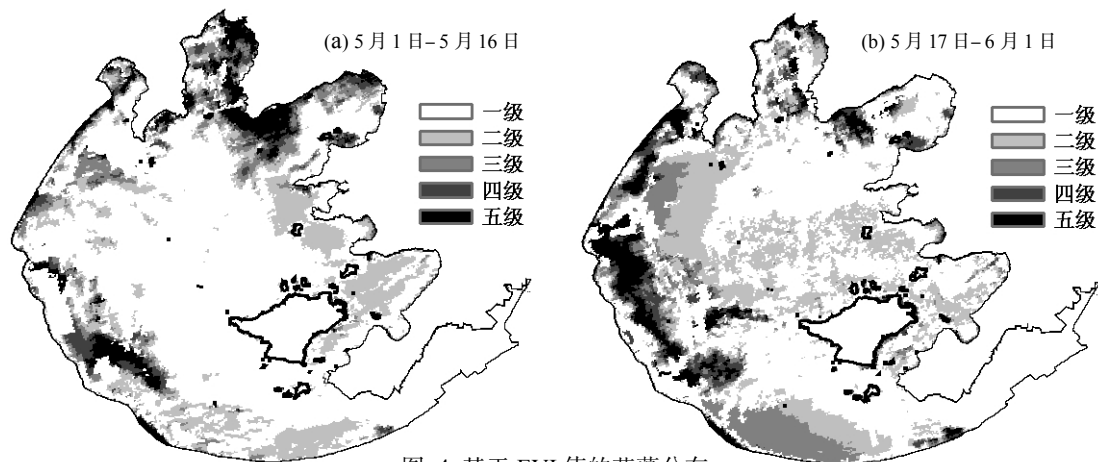 (a) 5月1日–5月16日
一级
二级
三级
四级
五级
(b) 5月17日–6月1日
一级
二级
三级
四级
五级